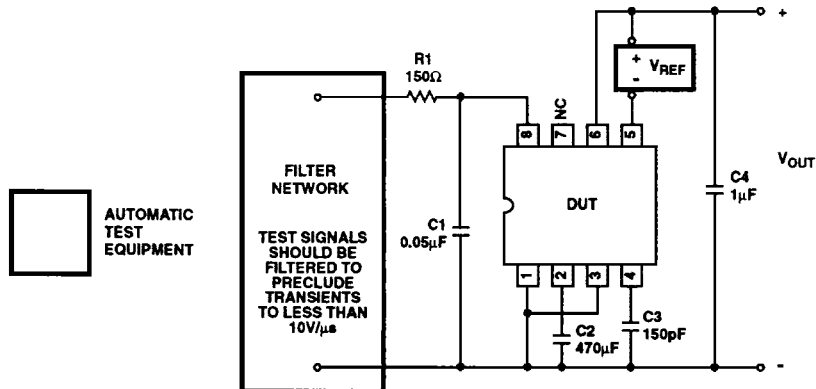 R1
150Ω
+
+
-
VREF
8
7
NC
6
5
FILTER
NETWORK
TEST SIGNALS
SHOULD BE
FILTERED TO
PRECLUDE
TRANSIENTS
TO LESS THAN
10V/μs
AUTOMATIC
TEST
EQUIPMENT
C1
0.05μF
DUT
C4
1μF
VOUT
1
2
3
4
C2
470μF
C3
150pF
-